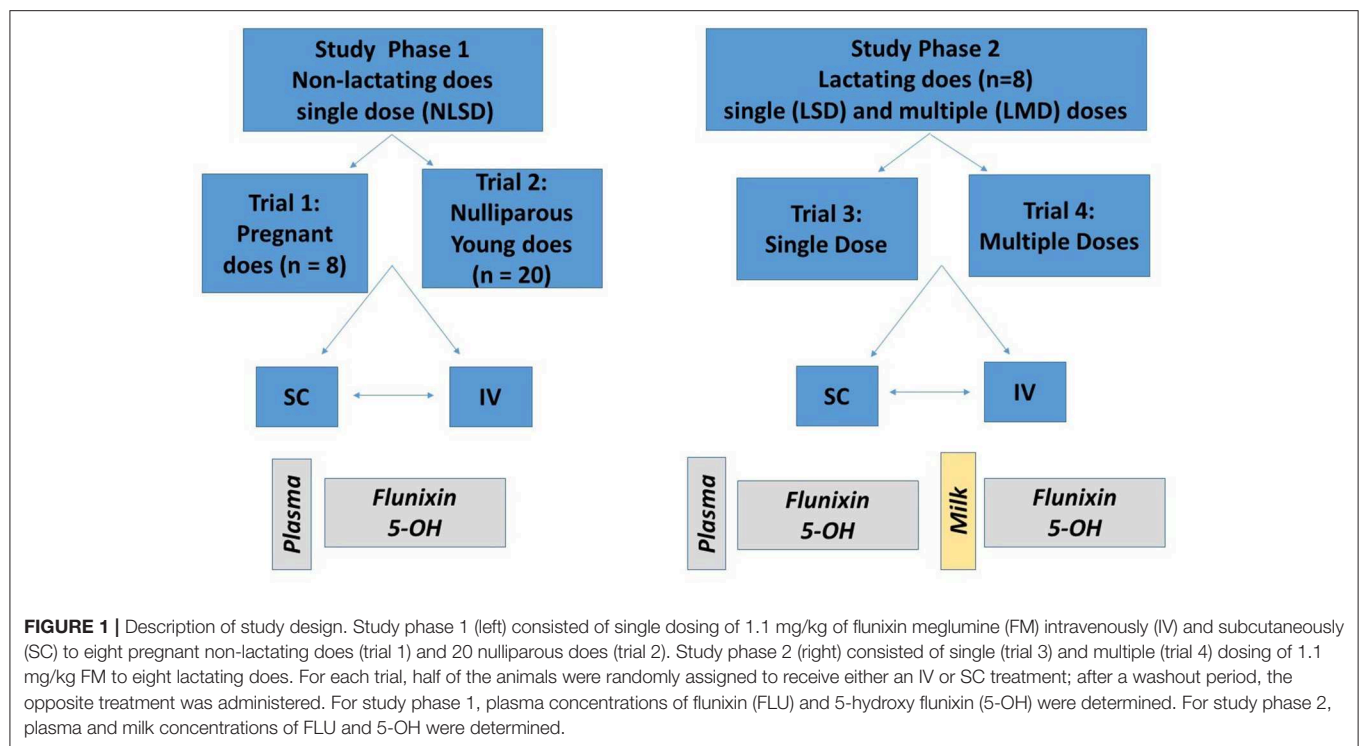 Study Phase 1
Non-lactating does
single dose (NLSD)
Trial 1:
Pregnant
does (n = 8)
Trial 2:
Nulliparous
Young does
(n = 20)
SC
IV
Plasma
Flunixin
5-OH
Study Phase 2
Lactating does (n=8)
single (LSD) and multiple (LMD) doses
Trial 3:
Single Dose
Trial 4:
Multiple Doses
SC
IV
Plasma
Flunixin
5-OH
Milk
Flunixin
5-OH
FIGURE 1 | Description of study design. Study phase 1 (left) consisted of single dosing of 1.1 mg/kg of flunixin meglumine (FM) intravenously (IV) and subcutaneously
(SC) to eight pregnant non-lactating does (trial 1) and 20 nulliparous does (trial 2). Study phase 2 (right) consisted of single (trial 3) and multiple (trial 4) dosing of 1.1
mg/kg FM to eight lactating does. For each trial, half of the animals were randomly assigned to receive either an IV or SC treatment; after a washout period, the
opposite treatment was administered. For study phase 1, plasma concentrations of flunixin (FLU) and 5-hydroxy flunixin (5-OH) were determined. For study phase 2,
plasma and milk concentrations of FLU and 5-OH were determined.